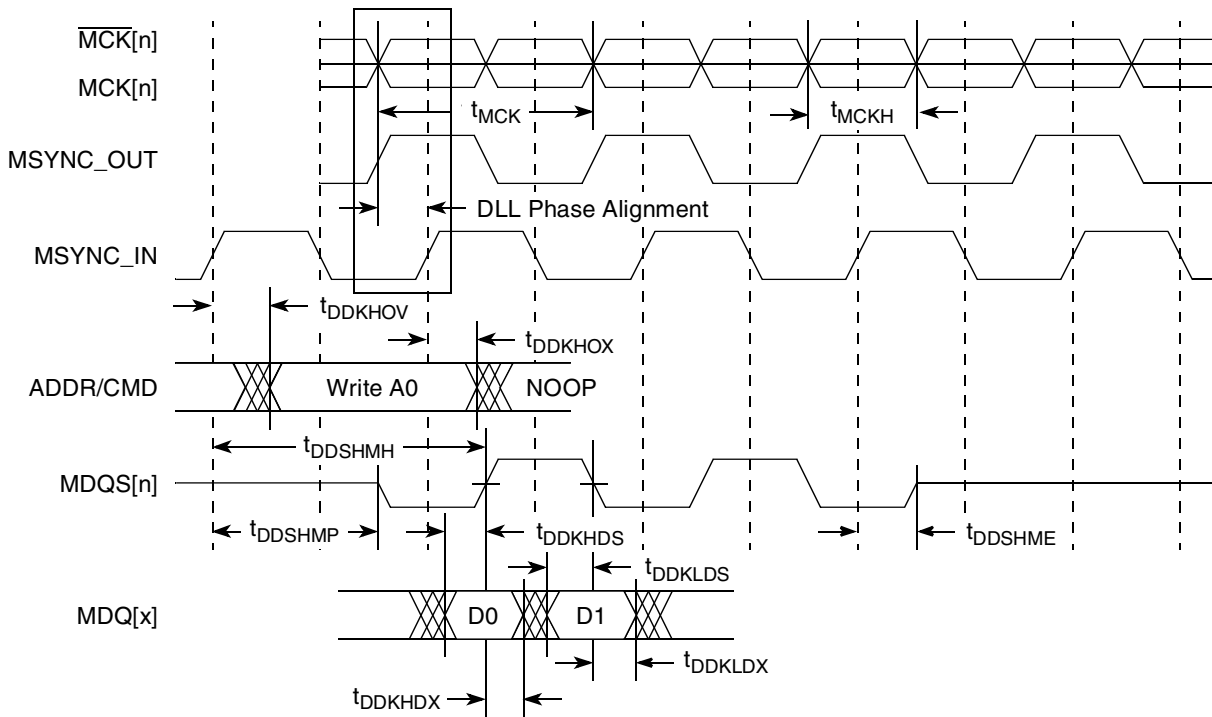 MCK[n]
MCK[n]
tMCK
tMCKH
MSYNC_OUT
DLL Phase Alignment
MSYNC_IN
tDDKHOV
tDDKHOX
ADDR/CMD
Write A0
NOOP
tDDSHMH
MDQS[n]
tDDSHMP
tDDKHDS
tDDSHME
tDDKLDS
MDQ[x]
D0
D1
tDDKLDX
tDDKHDX